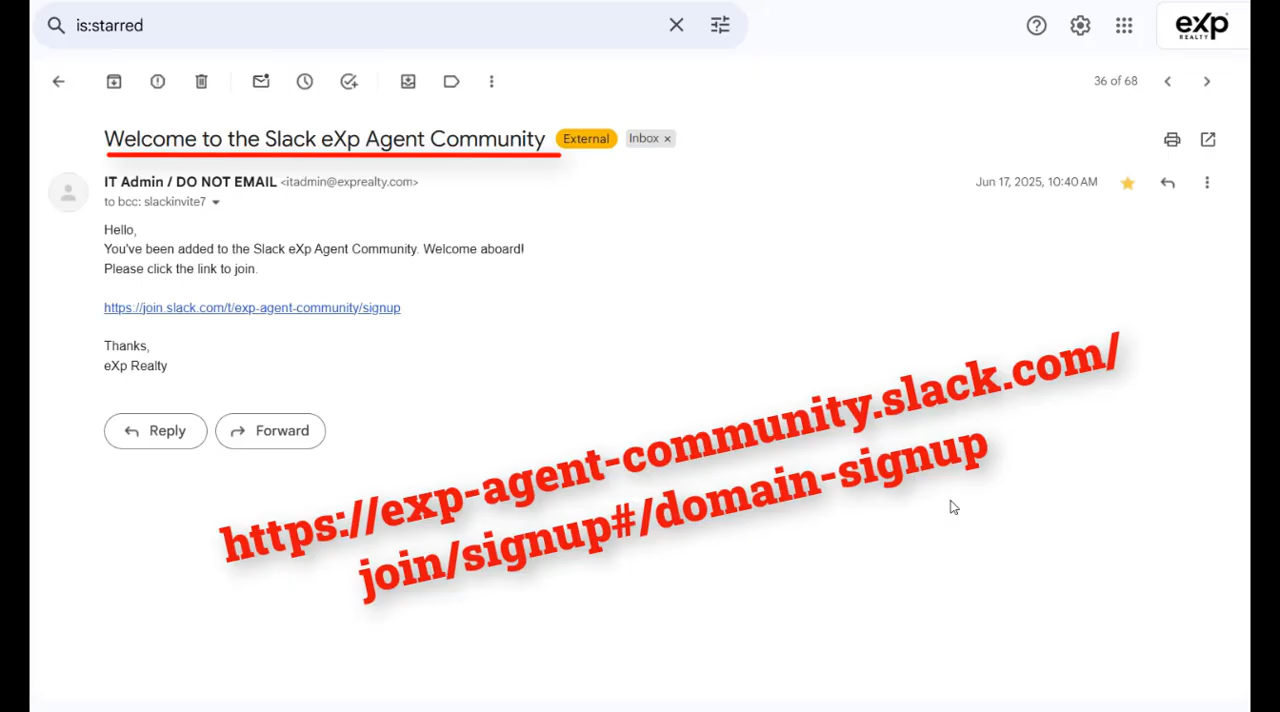 is:starred
eXp
REALTY
36 of 68
Welcome to the Slack eXp Agent Community
External
Inbox ×
IT Admin / DO NOT EMAIL <itadmin@exprealty.com>
Jun 17, 2025, 10:40 AM
to bcc: slackinvite7
Hello,
You've been added to the Slack eXp Agent Community. Welcome aboard!
Please click the link to join.
https://join.slack.com/t/exp-agent-community/signup
Thanks,
eXp Realty
Reply
Forward
https://exp-agent-community.slack.com/
join/signup#/domain-signup